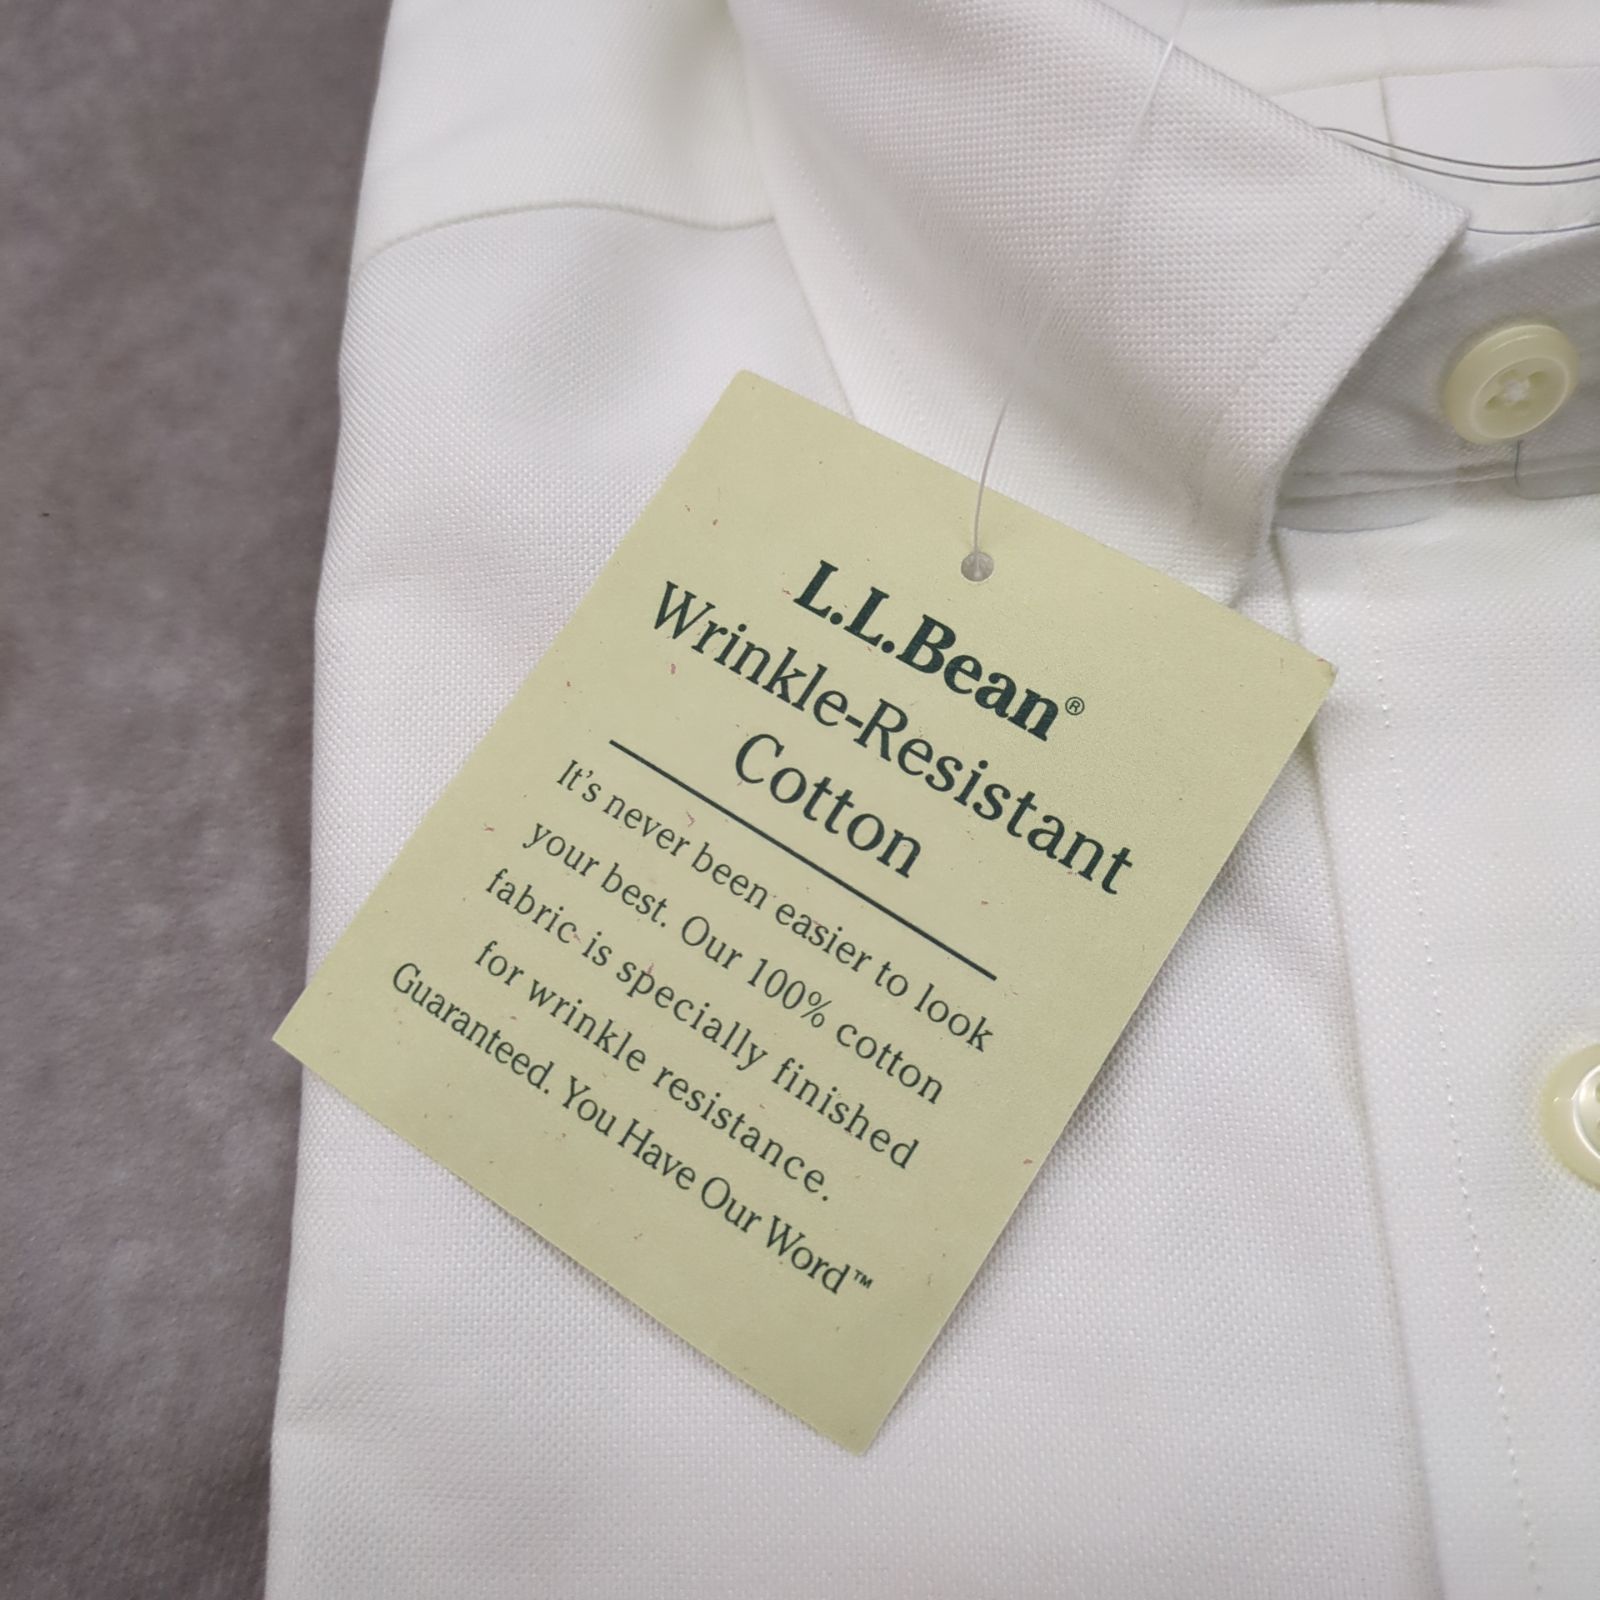 L.L.Bean®
Wrinkle-Resistant
Cotton
It's never been easier to look
your best. Our 100% cotton
fabric is specially finished
for wrinkle resistance.
Guaranteed. You Have Our Word™